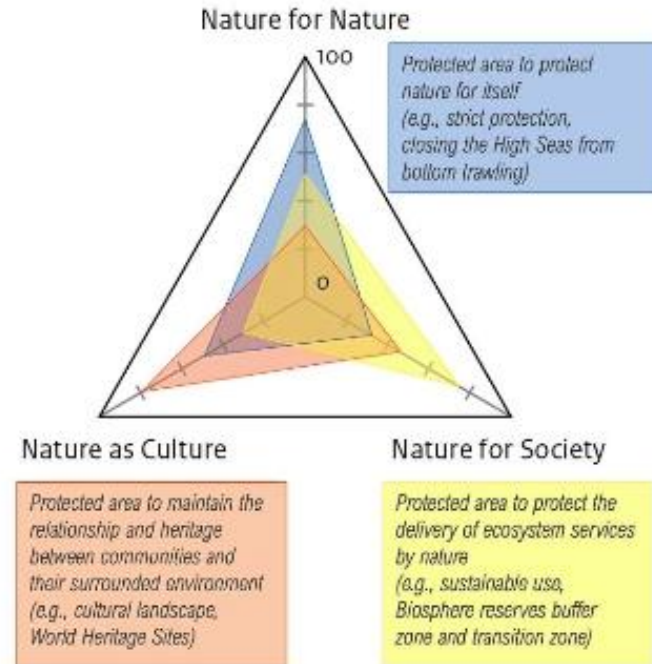 Nature for Nature
100
Protected area to protect
nature for itself
(e.g., strict protection,
closing the High Seas from
bottom trawling)
0
Nature as Culture
Nature for Society
Protected area to maintain the
relationship and heritage
between communities and
their surrounded environment
(e.g., cultural landscape,
World Heritage Sites)
Protected area to protect the
delivery of ecosystem services
by nature
(e.g., sustainable use,
Biosphere reserves buffer
zone and transition zone)